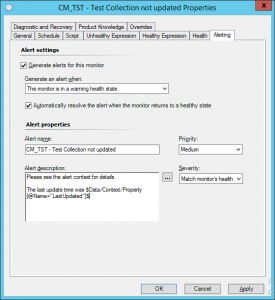 CM_TST - Test Collection not updated Properties
Diagnostic and Recovery Product Knowledge Overrides
General Schedule Script Unhealthy Expression Healthy Expression Health Alerting
Alert settings
Generate alerts for this monitor
Generate an alert when:
The monitor is in a warning health state
Automatically resolve the alert when the monitor returns to a healthy state
Alert properties
Alert name: Priority:
CM_TST - Test Collection not updated Medium
Alert description: Severity:
Please see the alert context for details. ... Match monitor's health
The last update time was $Data/Context/Property
[@Name="LastUpdated"]$
OK Cancel Apply